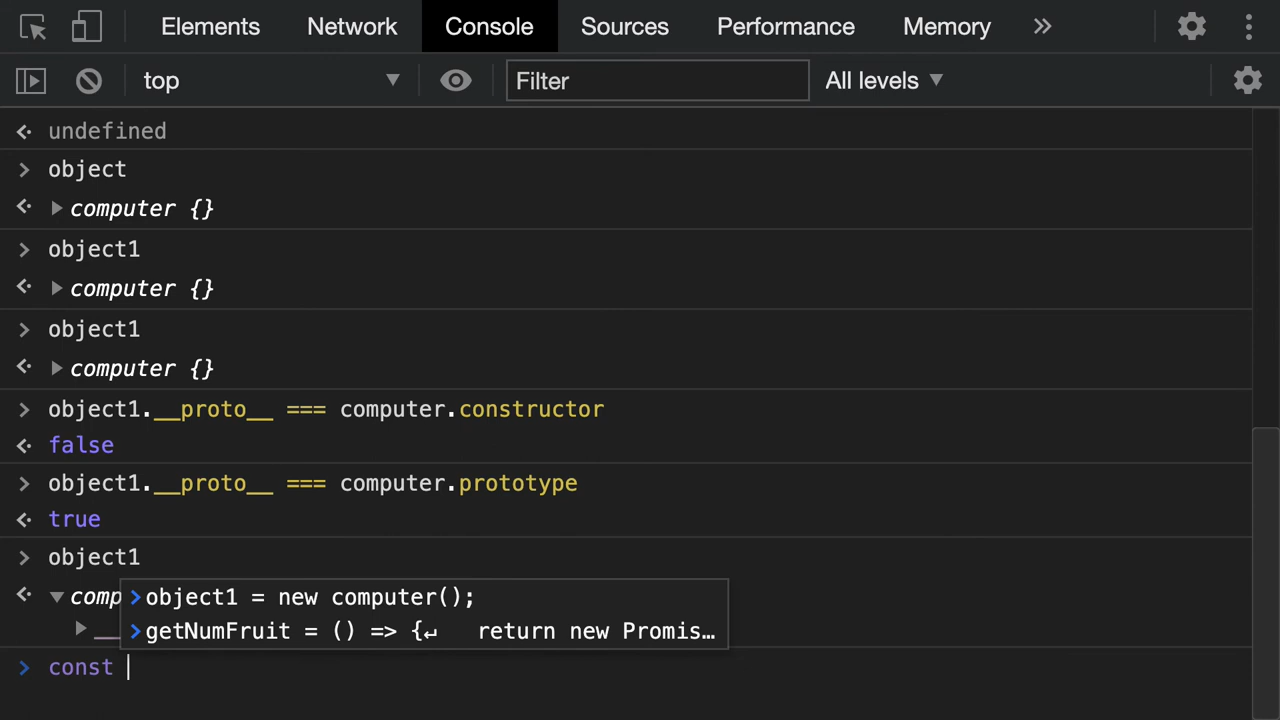 Elements Network Console Sources Performance Memory »
top Filter All levels
undefined
object
computer {}
object1
computer {}
object1
computer {}
object1.__proto__ === computer.constructor
false
object1.__proto__ === computer.prototype
true
object1
comp
object1 = new computer();
__
getNumFruit = () => {↵ return new Promis…
const